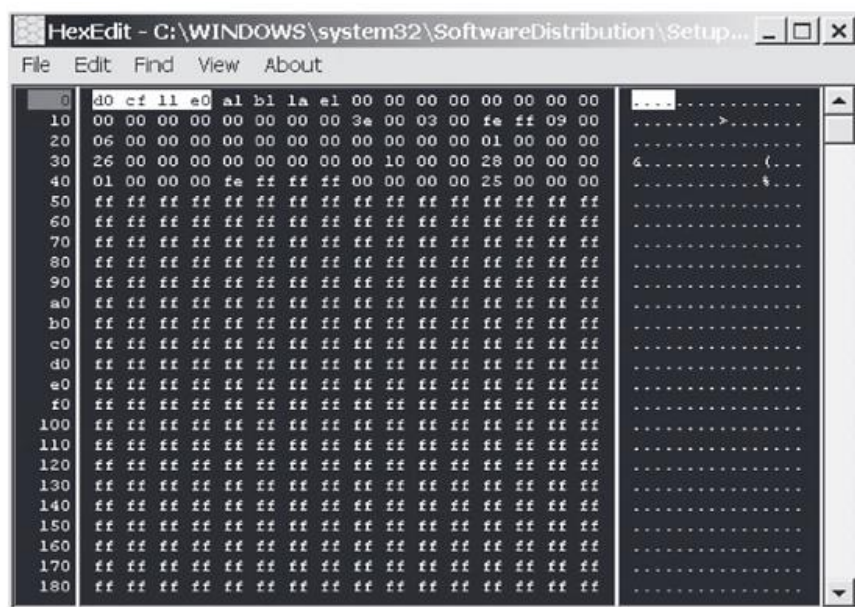 HexEdit - C:\WINDOWS\system32\SoftwareDistribution\Setup...
File Edit Find View About
0 d0 cf 11 e0 a1 b1 1a e1 00 00 00 00 00 00 00 00 ................
10 00 00 00 00 00 00 00 00 3e 00 03 00 fe ff 09 00 ........>.......
20 06 00 00 00 00 00 00 00 00 00 00 00 01 00 00 00 ................
30 26 00 00 00 00 00 00 00 00 10 00 00 28 00 00 00 &...........(...
40 01 00 00 00 fe ff ff ff 00 00 00 00 25 00 00 00 ............%...
50 ff ff ff ff ff ff ff ff ff ff ff ff ff ff ff ff ................
60 ff ff ff ff ff ff ff ff ff ff ff ff ff ff ff ff ................
70 ff ff ff ff ff ff ff ff ff ff ff ff ff ff ff ff ................
80 ff ff ff ff ff ff ff ff ff ff ff ff ff ff ff ff ................
90 ff ff ff ff ff ff ff ff ff ff ff ff ff ff ff ff ................
a0 ff ff ff ff ff ff ff ff ff ff ff ff ff ff ff ff ................
b0 ff ff ff ff ff ff ff ff ff ff ff ff ff ff ff ff ................
c0 ff ff ff ff ff ff ff ff ff ff ff ff ff ff ff ff ................
d0 ff ff ff ff ff ff ff ff ff ff ff ff ff ff ff ff ................
e0 ff ff ff ff ff ff ff ff ff ff ff ff ff ff ff ff ................
f0 ff ff ff ff ff ff ff ff ff ff ff ff ff ff ff ff ................
100 ff ff ff ff ff ff ff ff ff ff ff ff ff ff ff ff ................
110 ff ff ff ff ff ff ff ff ff ff ff ff ff ff ff ff ................
120 ff ff ff ff ff ff ff ff ff ff ff ff ff ff ff ff ................
130 ff ff ff ff ff ff ff ff ff ff ff ff ff ff ff ff ................
140 ff ff ff ff ff ff ff ff ff ff ff ff ff ff ff ff ................
150 ff ff ff ff ff ff ff ff ff ff ff ff ff ff ff ff ................
160 ff ff ff ff ff ff ff ff ff ff ff ff ff ff ff ff ................
170 ff ff ff ff ff ff ff ff ff ff ff ff ff ff ff ff ................
180 ff ff ff ff ff ff ff ff ff ff ff ff ff ff ff ff ................